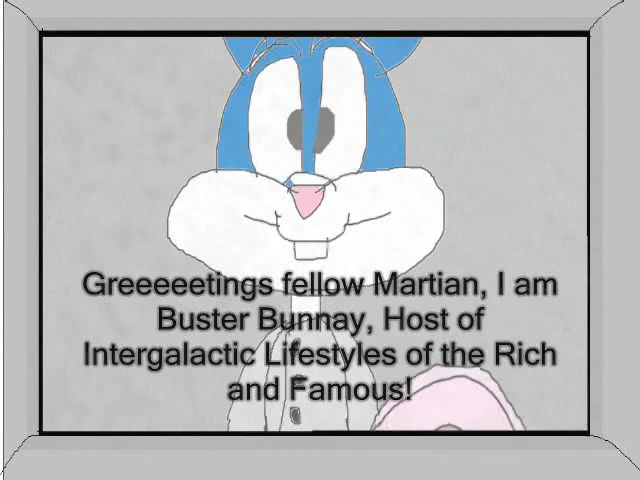 Greeeeetings fellow Martian, I am
Buster Bunnay, Host of
Intergalactic Lifestyles of the Rich
and Famous!